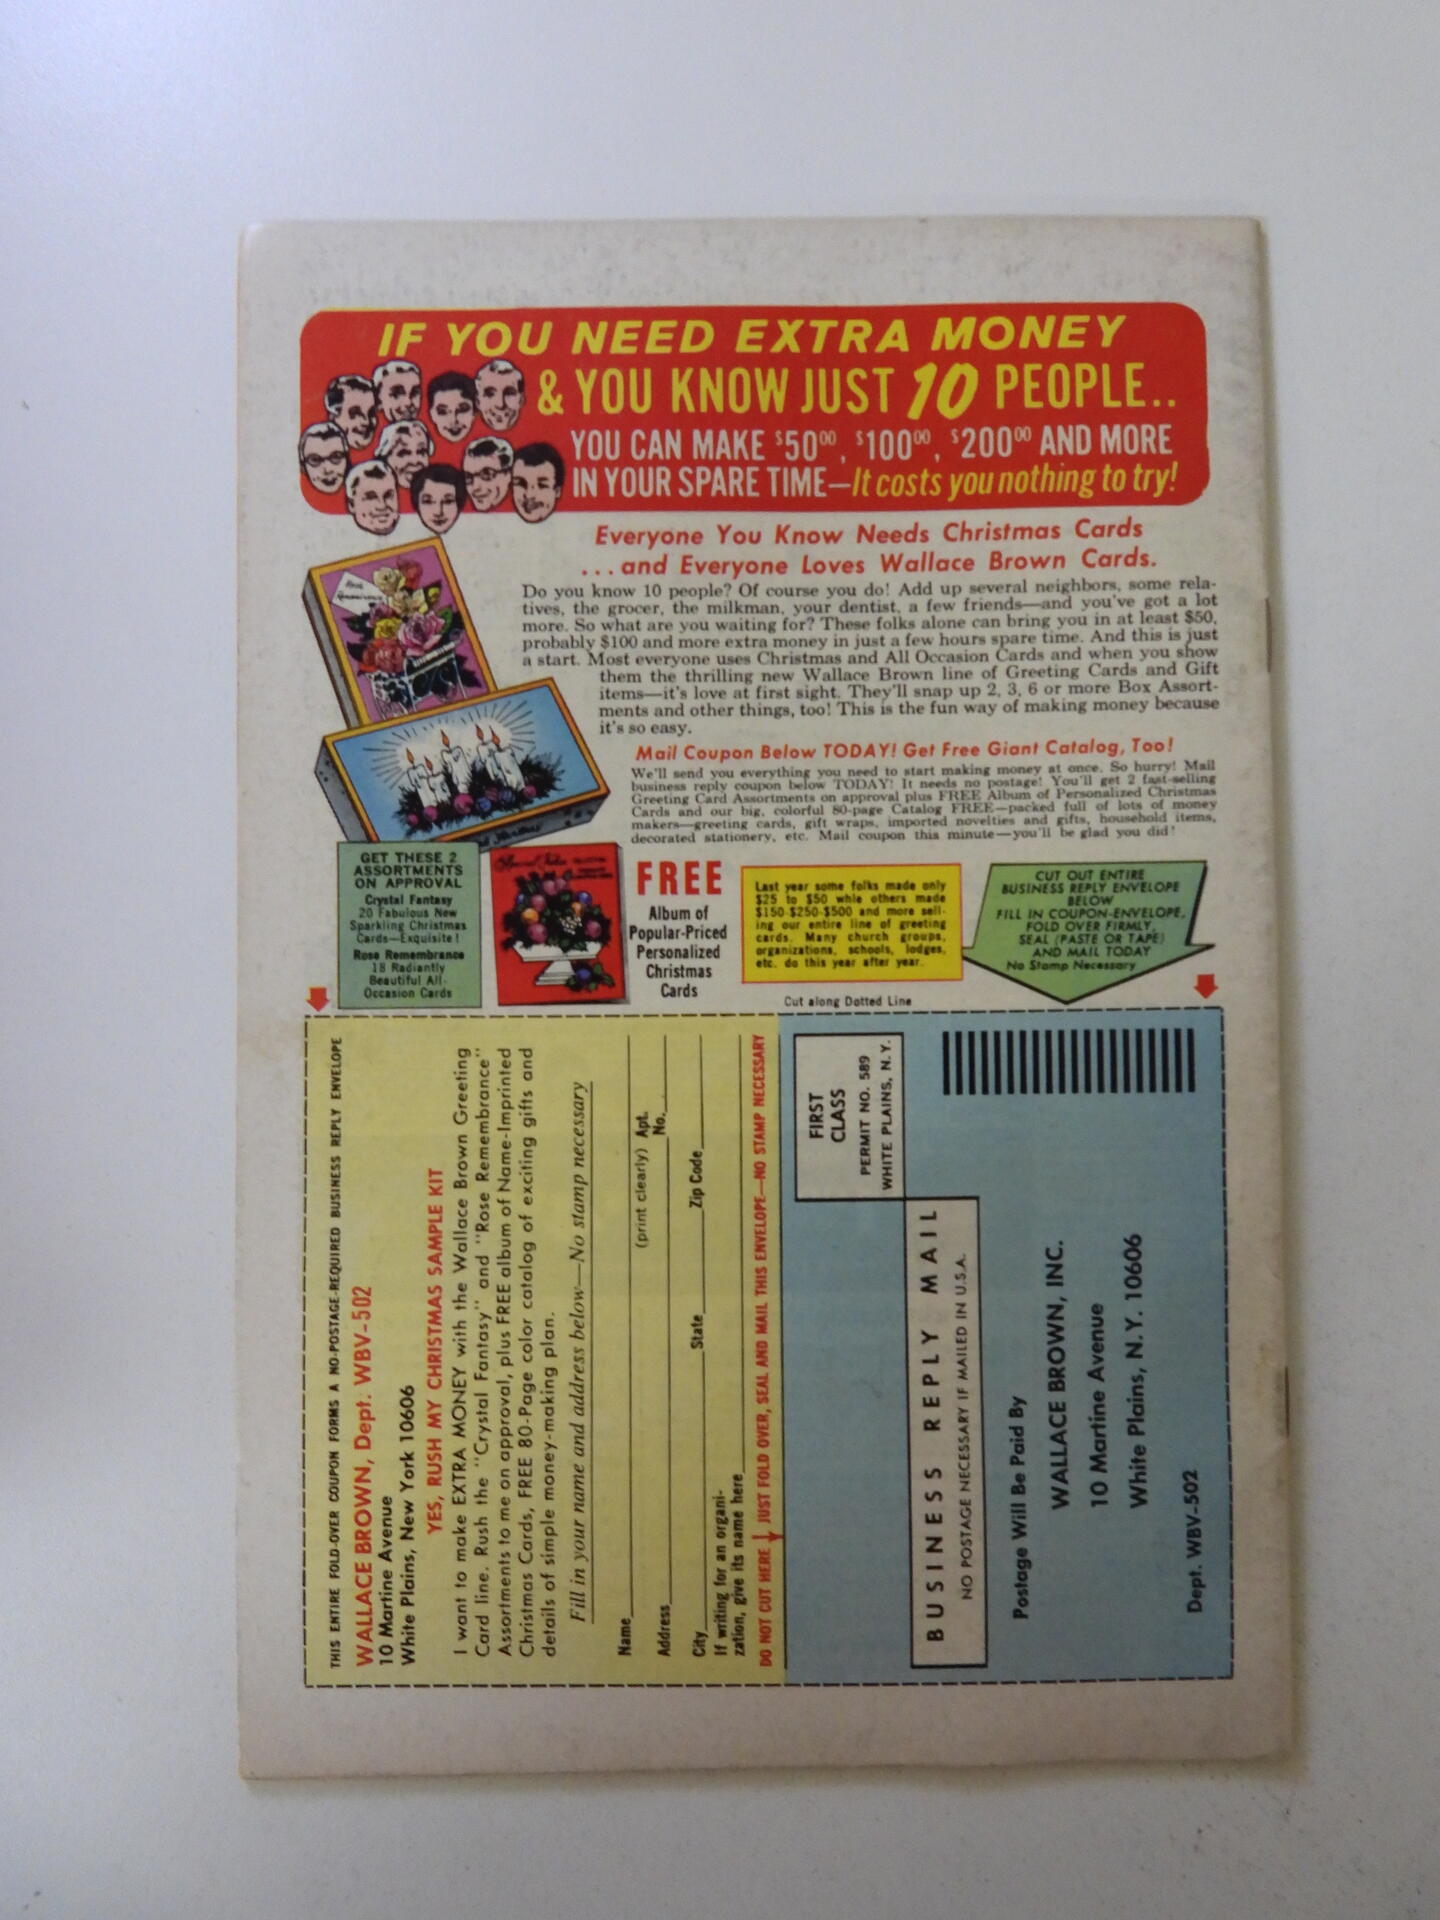 IF YOU NEED EXTRA MONEY
& YOU KNOW JUST 10 PEOPLE..
YOU CAN MAKE $50⁰⁰, $100⁰⁰, $200⁰⁰ AND MORE
IN YOUR SPARE TIME—It costs you nothing to try!
Everyone You Know Needs Christmas Cards
...and Everyone Loves Wallace Brown Cards.
Do you know 10 people? Of course you do! Add up several neighbors, some rela-
tives, the grocer, the milkman, your dentist, a few friends—and you've got a lot
more. So what are you waiting for? These folks alone can bring you in at least $50,
probably $100 and more extra money in just a few hours spare time. And this is just
a start. Most everyone uses Christmas and All Occasion Cards and when you show
them the thrilling new Wallace Brown line of Greeting Cards and Gift
items—it's love at first sight. They'll snap up 2, 3, 6 or more Box Assort-
ments and other things, too! This is the fun way of making money because
it's so easy.
Mail Coupon Below TODAY! Get Free Giant Catalog, Too!
We'll send you everything you need to start making money at once. So hurry! Mail
business reply coupon below TODAY! It needs no postage! You'll get 2 fast-selling
Greeting Card Assortments on approval plus FREE Album of Personalized Christmas
Cards and our big, colorful 80-page Catalog FREE—packed full of lots of money
makers—greeting cards, gift wraps, imported novelties and gifts, household items,
decorated stationery, etc. Mail coupon this minute—you'll be glad you did!
GET THESE 2
ASSORTMENTS
ON APPROVAL
Crystal Fantasy
20 Fabulous New
Sparkling Christmas
Cards—Exquisite!
Rose Remembrance
18 Radiantly
Beautiful All-
Occasion Cards
FREE
Album of
Popular-Priced
Personalized
Christmas
Cards
Last year some folks made only
$25 to $50 while others made
$150-$250-$500 and more sell-
ing our entire line of greeting
cards. Many church groups,
organizations, schools, lodges,
etc. do this year after year.
CUT OUT ENTIRE
BUSINESS REPLY ENVELOPE
BELOW
FILL IN COUPON-ENVELOPE,
FOLD OVER FIRMLY,
SEAL (PASTE OR TAPE)
AND MAIL TODAY
No Stamp Necessary
Cut along Dotted Line
THIS ENTIRE FOLD-OVER COUPON FORMS A NO-POSTAGE-REQUIRED BUSINESS REPLY ENVELOPE
WALLACE BROWN, Dept. WBV-502
10 Martine Avenue
White Plains, New York 10606
YES, RUSH MY CHRISTMAS SAMPLE KIT
I want to make EXTRA MONEY with the Wallace Brown Greeting
Card line. Rush the "Crystal Fantasy" and "Rose Remembrance"
Assortments to me on approval, plus FREE album of Name-Imprinted
Christmas Cards, FREE 80-Page color catalog of exciting gifts and
details of simple money-making plan.
Fill in your name and address below—No stamp necessary
Name
(print clearly)
Address Apt. No.
City State Zip Code
If writing for an organi-
zation, give its name here
DO NOT CUT HERE JUST FOLD OVER, SEAL AND MAIL THIS ENVELOPE—NO STAMP NECESSARY
FIRST
CLASS
PERMIT NO. 589
WHITE PLAINS, N.Y.
BUSINESS REPLY MAIL
NO POSTAGE NECESSARY IF MAILED IN U.S.A.
Postage Will Be Paid By
WALLACE BROWN, INC.
10 Martine Avenue
White Plains, N.Y. 10606
Dept. WBV-502